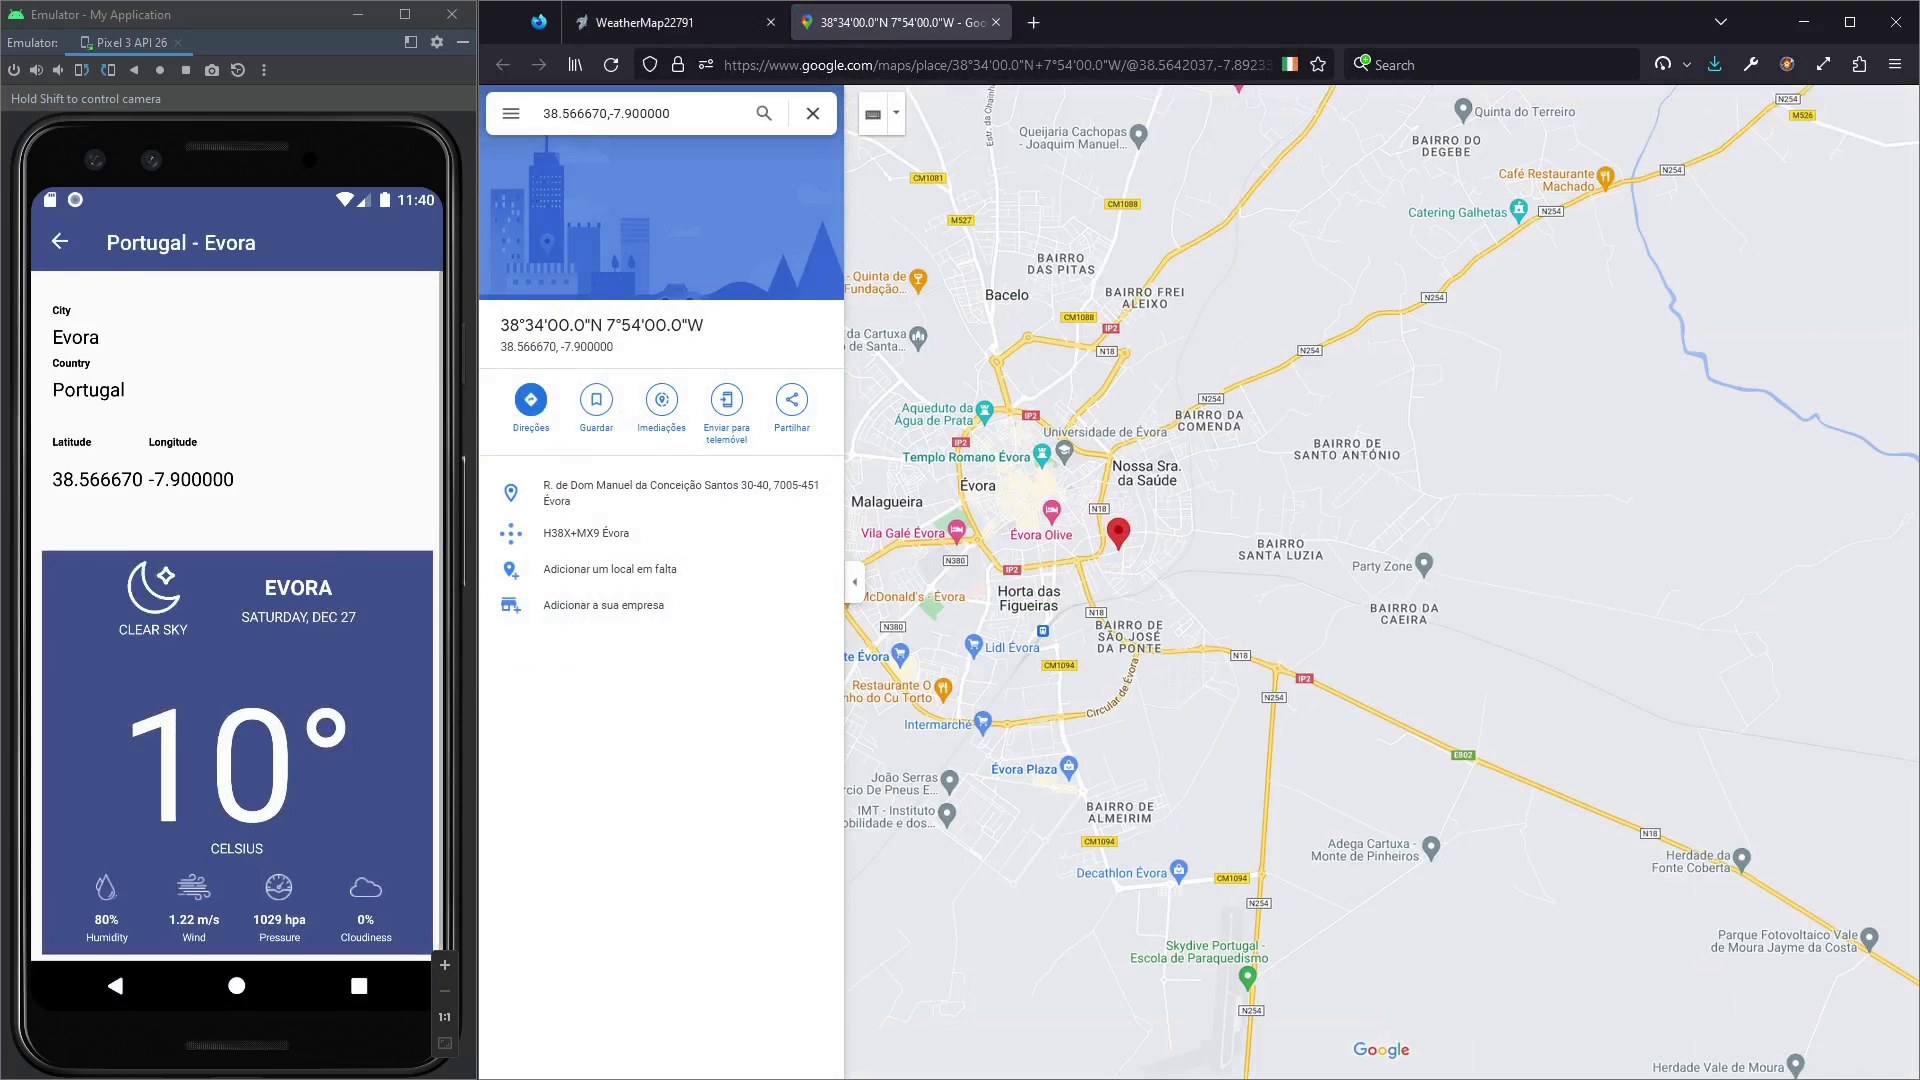 Emulator - My Application
Emulator:
Pixel 3 API 26
Hold Shift to control camera
11:40
Portugal - Evora
City
Evora
Country
Portugal
Latitude
Longitude
38.566670
-7.900000
CLEAR SKY
EVORA
SATURDAY, DEC 27
10°
CELSIUS
80%
Humidity
1.22 m/s
Wind
1029 hpa
Pressure
0%
Cloudiness
1:1
WeatherMap22791
38°34'00.0"N 7°54'00.0"W - Goo
https://www.google.com/maps/place/38°34'00.0"N+7°54'00.0"W/@38.5642037,-7.89233
Search
38.566670,-7.900000
38°34'00.0"N 7°54'00.0"W
38.566670, -7.900000
Direções
Guardar
Imediações
Enviar para
telemóvel
Partilhar
R. de Dom Manuel da Conceição Santos 30-40, 7005-451
Évora
H38X+MX9 Évora
Adicionar um local em falta
Adicionar a sua empresa
Estr. da Chainha
Queijaria Cachopas
- Joaquim Manuel...
Quinta do Terreiro
N254
M526
BAIRRO DO
DEGEBE
CM1081
Café Restaurante
Machado
N254
CM1088
Catering Galhetas
N254
M527
BAIRRO
DAS PITAS
- Quinta de
Fundação...
Bacelo
BAIRRO FREI
ALEIXO
N254
CM1088
IP2
da Cartuxa
de Santa...
N18
N254
N254
Aqueduto da
Água de Prata
IP2
BAIRRO DA
COMENDA
Universidade de Évora
IP2
BAIRRO DE
SANTO ANTÓNIO
Templo Romano Évora
Nossa Sra.
da Saúde
Évora
Malagueira
N18
Vila Galé Évora
Évora Olive
BAIRRO
SANTA LUZIA
N380
IP2
Party Zone
McDonald's - Évora
Horta das
Figueiras
N18
BAIRRO DA
CAEIRA
N380
BAIRRO DE
SÃO JOSÉ
DA PONTE
te Évora
Lidl Évora
CM1094
N18
IP2
Restaurante O
nho do Cu Torto
Circular de Évora
N254
Intermarché
E802
Évora Plaza
João Serras
rcio De Pneus E...
IMT - Instituto
obilidade e dos...
BAIRRO DE
ALMEIRIM
CM1094
N18
Adega Cartuxa -
Monte de Pinheiros
Herdade da
Fonte Coberta
Decathlon Évora
CM1094
N254
Skydive Portugal -
Escola de Paraquedismo
Parque Fotovoltaico Vale
de Moura Jayme da Costa
N254
Google
Herdade Vale de Moura